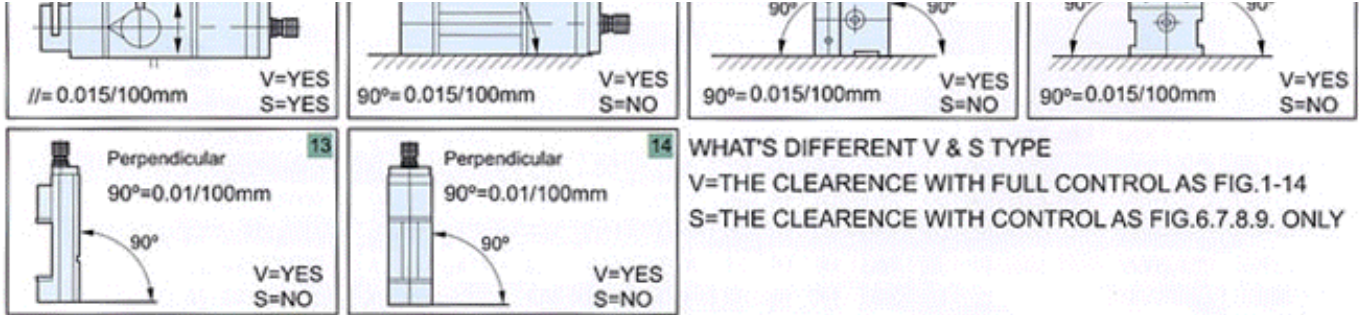 90º 90º 90º 90º
//= 0.015/100mm
V=YES
S=YES
90º=0.015/100mm
V=YES
S=NO
90º=0.015/100mm
V=YES
S=NO
90º=0.015/100mm
V=YES
S=NO
13
Perpendicular
90º=0.01/100mm
90º
V=YES
S=NO
14
Perpendicular
90º=0.01/100mm
90º
V=YES
S=NO
WHAT'S DIFFERENT V & S TYPE
V=THE CLEARENCE WITH FULL CONTROL AS FIG.1-14
S=THE CLEARENCE WITH CONTROL AS FIG.6.7.8.9. ONLY